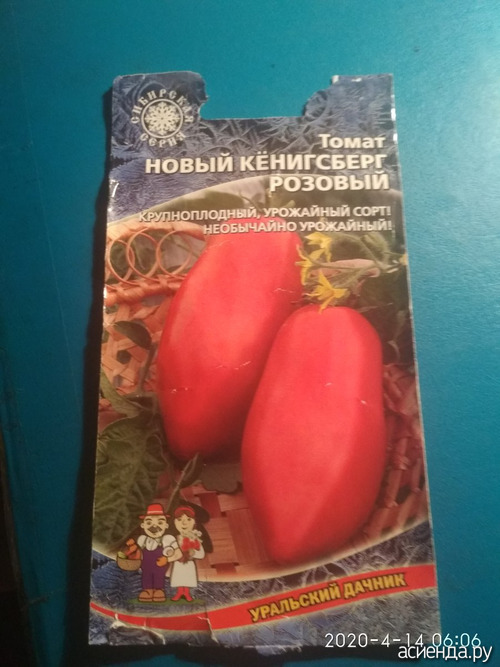 СИБИРСКАЯ
СЕРИЯ
Томат
НОВЫЙ КЁНИГСБЕРГ
РОЗОВЫЙ
КРУПНОПЛОДНЫЙ, УРОЖАЙНЫЙ СОРТ!
НЕОБЫЧАЙНО УРОЖАЙНЫЙ!
УРАЛЬСКИЙ ДАЧНИК
2020-4-14 06:06
асиенда.ру